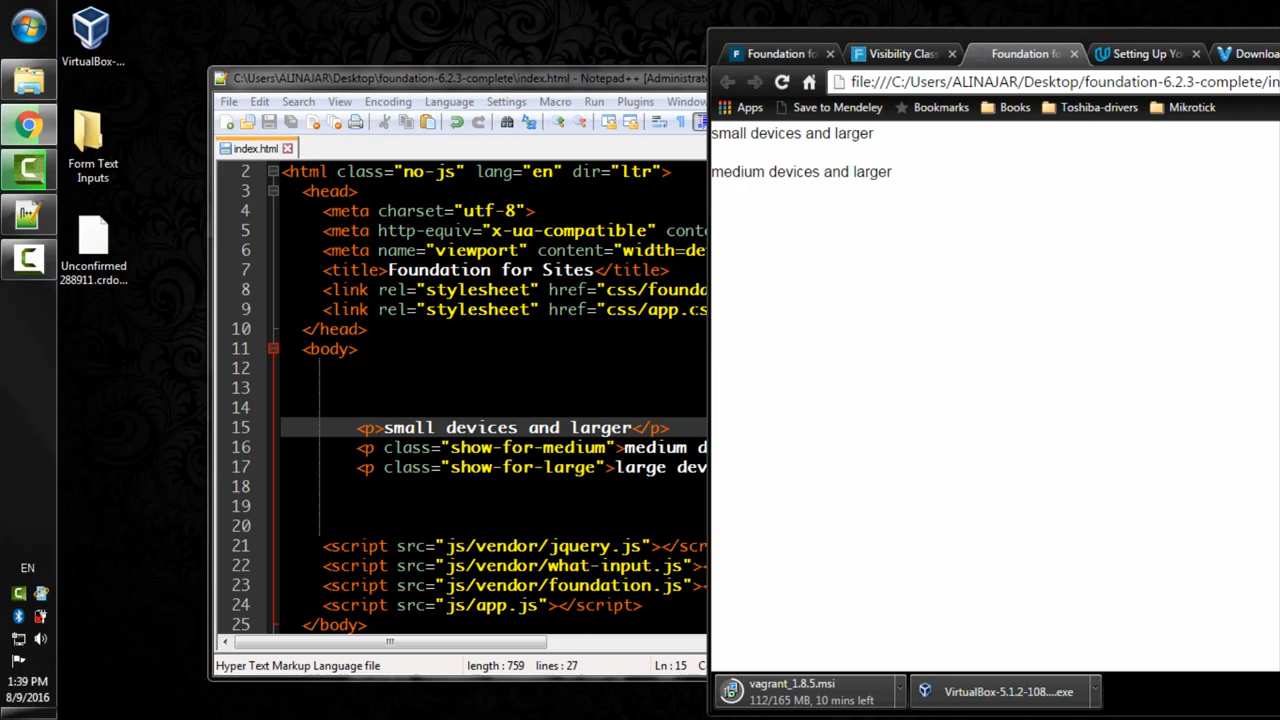 VirtualBox-...
Form Text
Inputs
Unconfirmed
288911.crdo...
EN
1:39 PM
8/9/2016
C:\Users\ALINAJAR\Desktop\foundation-6.2.3-complete\index.html - Notepad++ [Administrat
File Edit Search View Encoding Language Settings Macro Run Plugins Window
index.html
2 <html class="no-js" lang="en" dir="ltr">
3 <head>
4 <meta charset="utf-8">
5 <meta http-equiv="x-ua-compatible" conte
6 <meta name="viewport" content="width=de
7 <title>Foundation for Sites</title>
8 <link rel="stylesheet" href="css/founda
9 <link rel="stylesheet" href="css/app.cs
10 </head>
11 <body>
12
13
14
15 <p>small devices and larger</p>
16 <p class="show-for-medium">medium d
17 <p class="show-for-large">large dev
18
19
20
21 <script src="js/vendor/jquery.js"></scr
22 <script src="js/vendor/what-input.js"><
23 <script src="js/vendor/foundation.js"><
24 <script src="js/app.js"></script>
25 </body>
Hyper Text Markup Language file length : 759 lines : 27 Ln : 15 C
Foundation for Visibility Class Foundation fo Setting Up Yo Downloa
file:///C:/Users/ALINAJAR/Desktop/foundation-6.2.3-complete/in
Apps Save to Mendeley Bookmarks Books Toshiba-drivers Mikrotick
small devices and larger
medium devices and larger
vagrant_1.8.5.msi
112/165 MB, 10 mins left
VirtualBox-5.1.2-108....exe